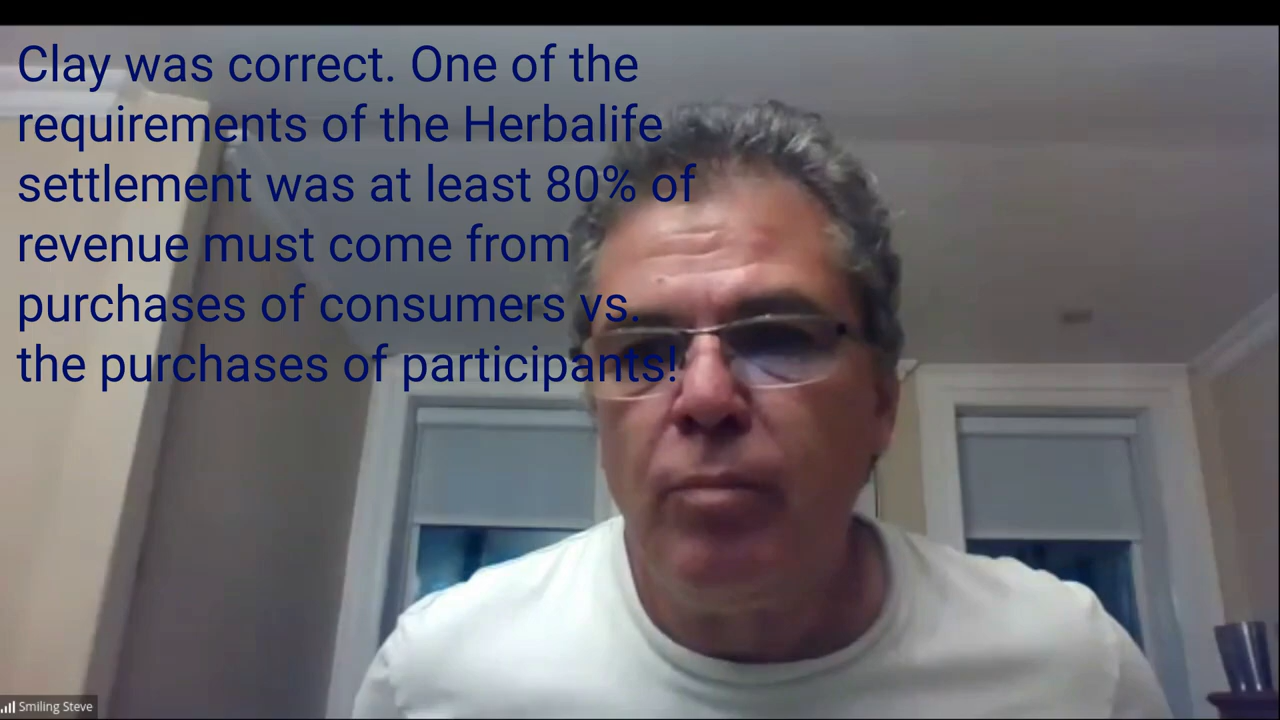 Clay was correct. One of the
requirements of the Herbalife
settlement was at least 80% of
revenue must come from
purchases of consumers vs.
the purchases of participants!
Smiling Steve